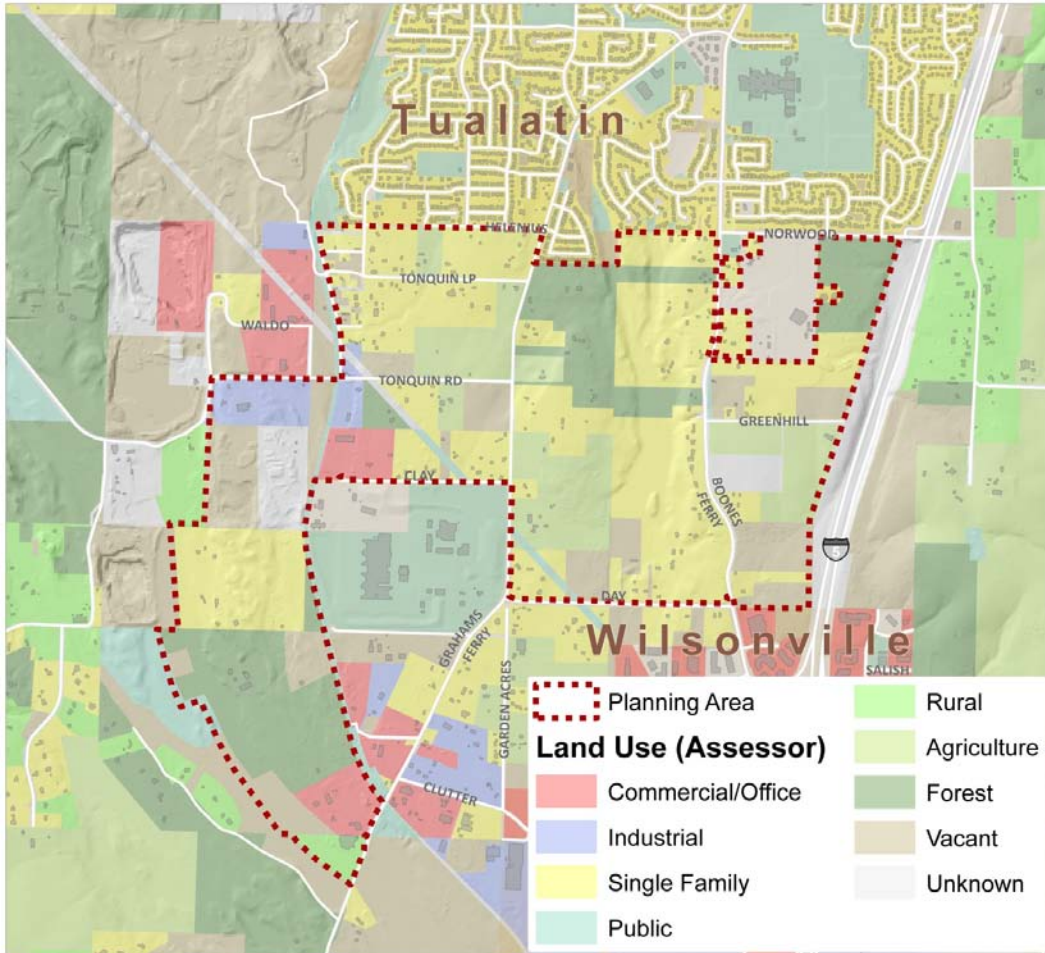 Tualatin
HELENIUS
NORWOOD
TONQUIN LP
WALDO
TONQUIN RD
GREENHILL
CLAY
BOONES
FERRY
5
DAY
GRAHAMS
FERRY
Wilsonville
SALISH
GARDEN ACRES
CLUTTER
Planning Area
Land Use (Assessor)
Commercial/Office
Industrial
Single Family
Public
Rural
Agriculture
Forest
Vacant
Unknown